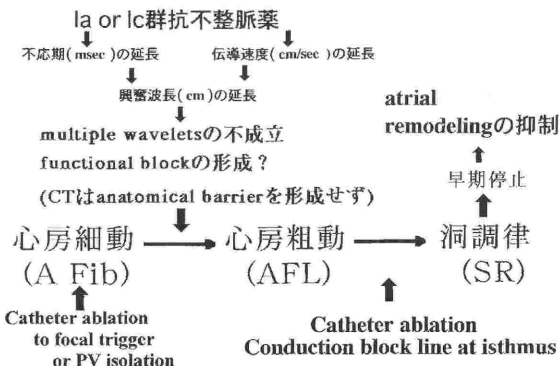 Ia or Ic群抗不整脈薬
不応期(msec)の延長
伝導速度(cm/sec)の延長
興奮波長(cm)の延長
multiple waveletsの不成立
functional blockの形成？
(CTはanatomical barrierを形成せず)
atrial
remodelingの抑制
早期停止
心房細動
(A Fib)
心房粗動
(AFL)
洞調律
(SR)
Catheter ablation
to focal trigger
or PV isolation
Catheter ablation
Conduction block line at isthmus